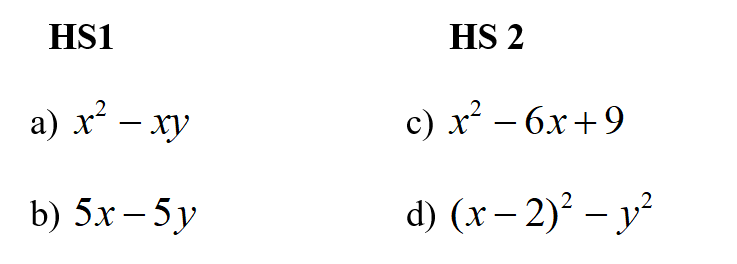 HS1
HS 2
a) x² – xy
c) x² – 6x + 9
b) 5x – 5y
d) (x – 2)² – y²